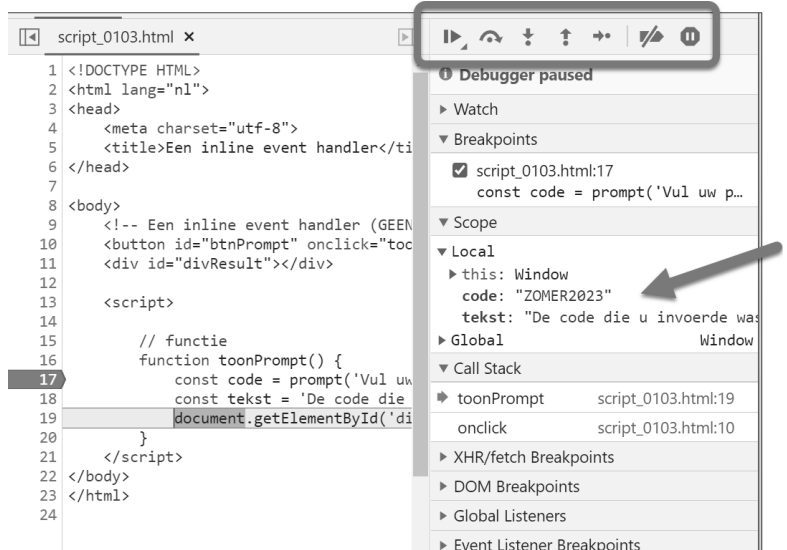 script_0103.html ×
1 <!DOCTYPE HTML>
2 <html lang="nl">
3 <head>
4 <meta charset="utf-8">
5 <title>Een inline event handler</ti
6 </head>
7
8 <body>
9 <!-- Een inline event handler (GEEN
10 <button id="btnPrompt" onclick="too
11 <div id="divResult"></div>
12
13 <script>
14
15 // functie
16 function toonPrompt() {
17 const code = prompt('Vul uw
18 const tekst = 'De code die
19 document.getElementById('di
20 }
21 </script>
22 </body>
23 </html>
24
Debugger paused
Watch
Breakpoints
script_0103.html:17
const code = prompt('Vul uw p…
Scope
Local
this: Window
code: "ZOMER2023"
tekst: "De code die u invoerde was
Global Window
Call Stack
toonPrompt script_0103.html:19
onclick script_0103.html:10
XHR/fetch Breakpoints
DOM Breakpoints
Global Listeners
Event Listener Breakpoints